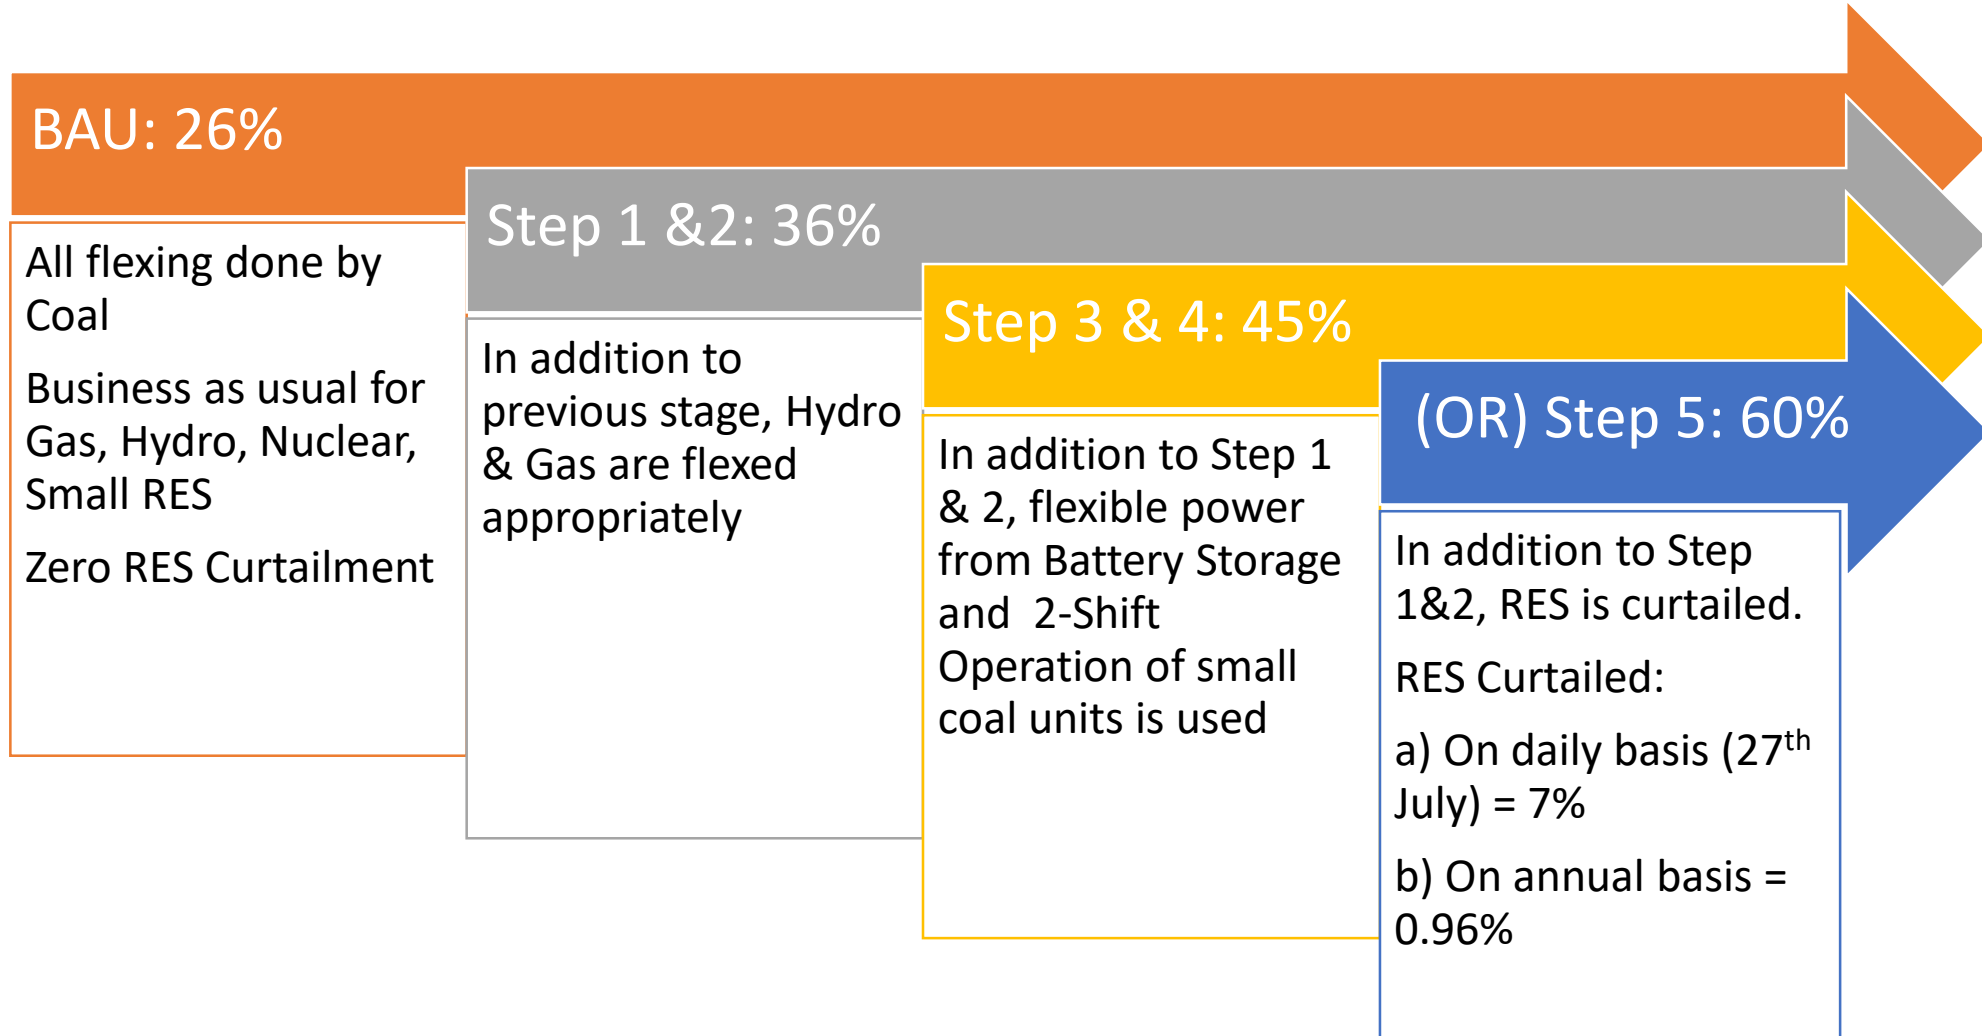 BAU: 26%
All flexing done by
Coal
Business as usual for
Gas, Hydro, Nuclear,
Small RES
Zero RES Curtailment
Step 1 &2: 36%
In addition to
previous stage, Hydro
& Gas are flexed
appropriately
Step 3 & 4: 45%
In addition to Step 1
& 2, flexible power
from Battery Storage
and 2-Shift
Operation of small
coal units is used
(OR) Step 5: 60%
In addition to Step
1&2, RES is curtailed.
RES Curtailed:
a) On daily basis (27th
July) = 7%
b) On annual basis =
0.96%